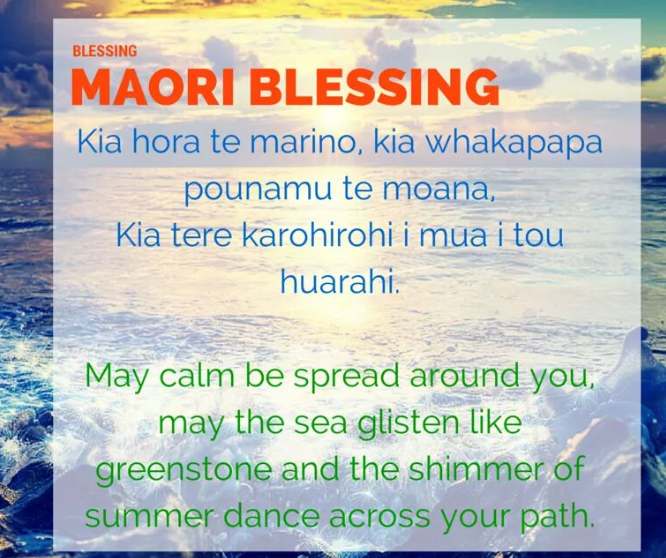 BLESSING
MAORI BLESSING
Kia hora te marino, kia whakapapa
pounamu te moana,
Kia tere karohirohi i mua i tou
huarahi.
May calm be spread around you,
may the sea glisten like
greenstone and the shimmer of
summer dance across your path.